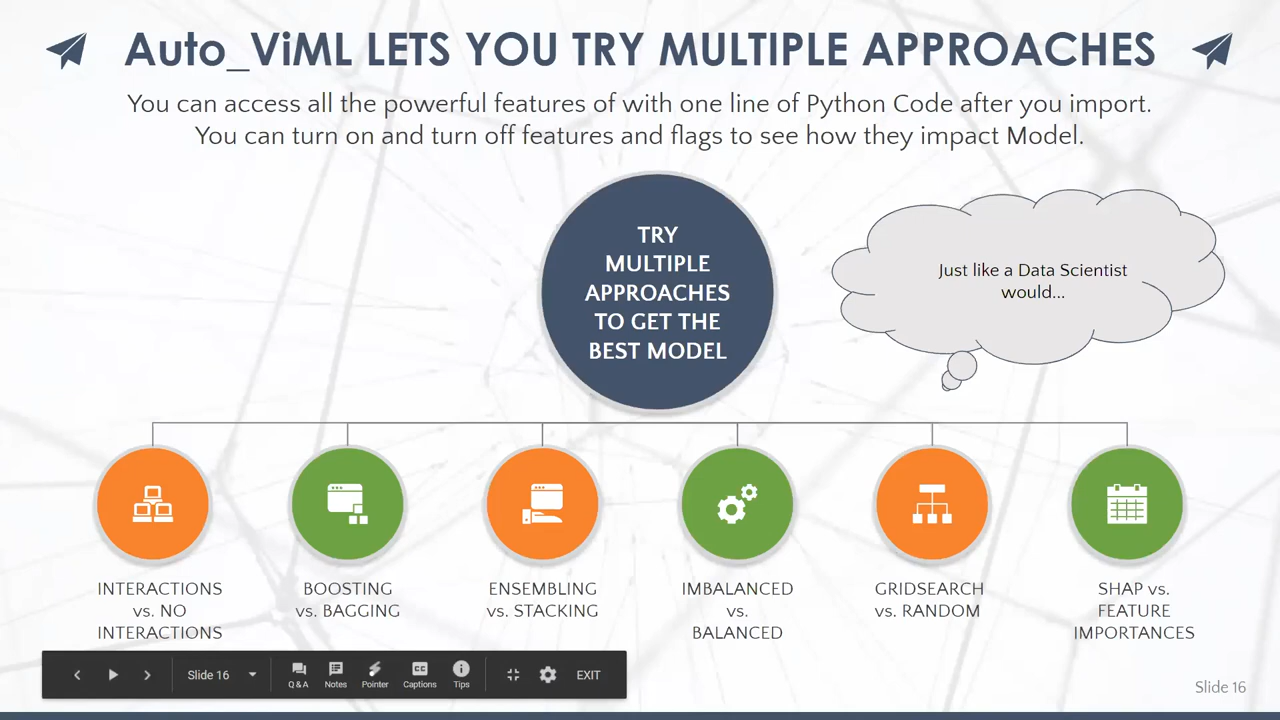 Auto_ViML LETS YOU TRY MULTIPLE APPROACHES
You can access all the powerful features of with one line of Python Code after you import.
You can turn on and turn off features and flags to see how they impact Model.
TRY
MULTIPLE
APPROACHES
TO GET THE
BEST MODEL
Just like a Data Scientist
would...
INTERACTIONS
vs. NO
INTERACTIONS
BOOSTING
vs. BAGGING
ENSEMBLING
vs. STACKING
IMBALANCED
vs.
BALANCED
GRIDSEARCH
vs. RANDOM
SHAP vs.
FEATURE
IMPORTANCES
Slide 16
Q & A
Notes
Pointer
CC
Captions
Tips
EXIT
Slide 16